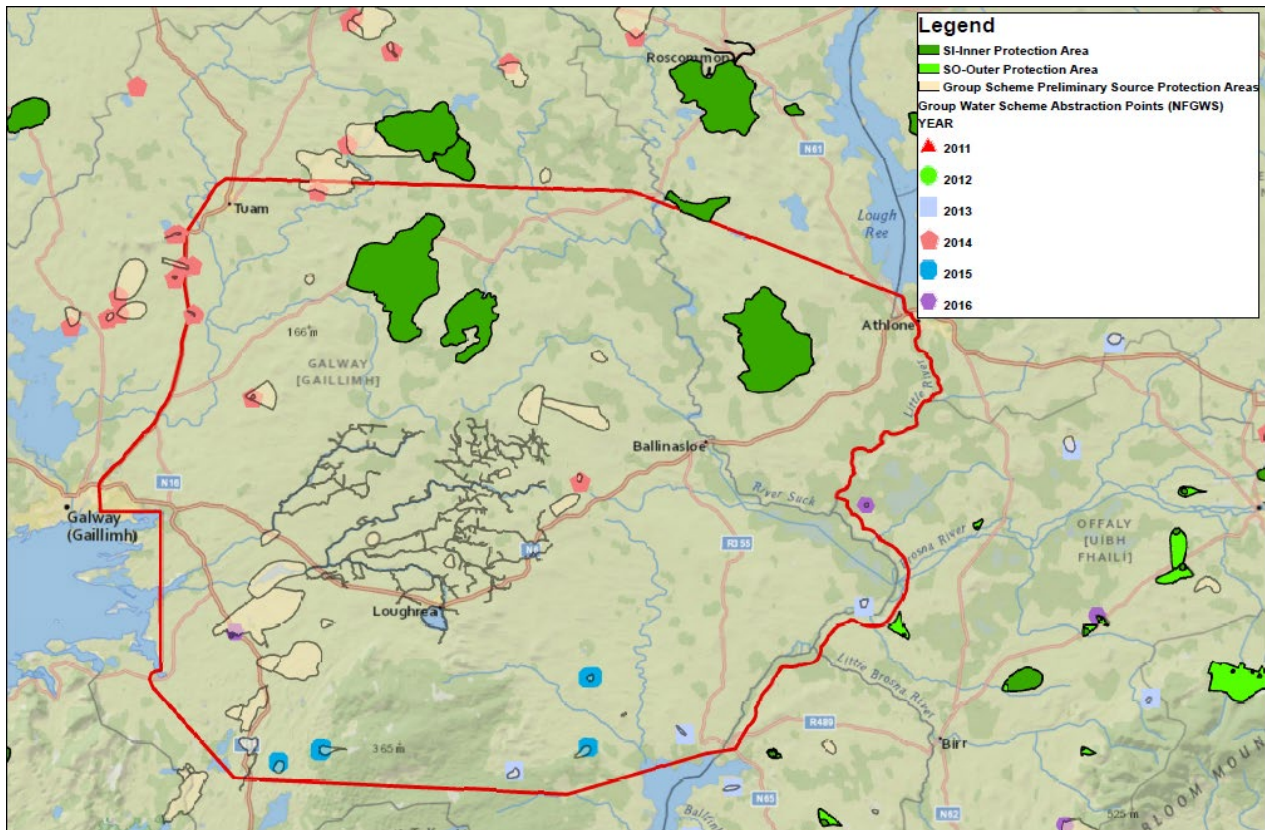 Legend
SI-Inner Protection Area
SO-Outer Protection Area
Group Scheme Preliminary Source Protection Areas
Group Water Scheme Abstraction Points (NFGWS)
YEAR
2011
2012
2013
2014
2015
2016
Roscommon
N61
Tuam
Lough
Ree
Athlone
166 m
GALWAY
[GAILLIMH]
Little River
Ballinasloe
N18
Galway
(Gaillimh)
River Suck
R355
N6
Brosna River
OFFALY
[UÍBH
FHAILÍ]
Loughrea
Little Brosna River
365 m
R489
Birr
N65
N62
525 m
BLOOM MOUN